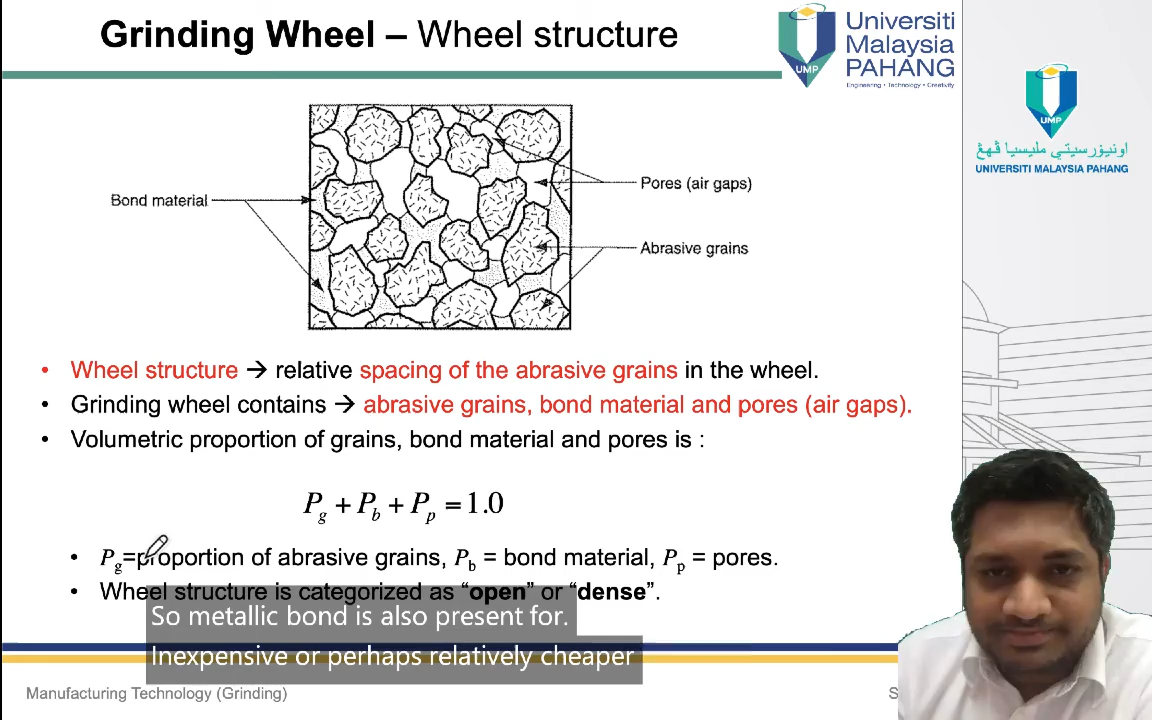 Grinding Wheel – Wheel structure
Universiti
Malaysia
PAHANG
Engineering • Technology • Creativity
UMP
UMP
اونيۏرسيتي مليسيا ڤهڠ
UNIVERSITI MALAYSIA PAHANG
Bond material
Pores (air gaps)
Abrasive grains
• Wheel structure → relative spacing of the abrasive grains in the wheel.
• Grinding wheel contains → abrasive grains, bond material and pores (air gaps).
• Volumetric proportion of grains, bond material and pores is :
Pg + Pb + Pp = 1.0
• Pg=proportion of abrasive grains, Pb = bond material, Pp = pores.
• Wheel structure is categorized as “open” or “dense”.
So metallic bond is also present for.
Inexpensive or perhaps relatively cheaper
Manufacturing Technology (Grinding)
S